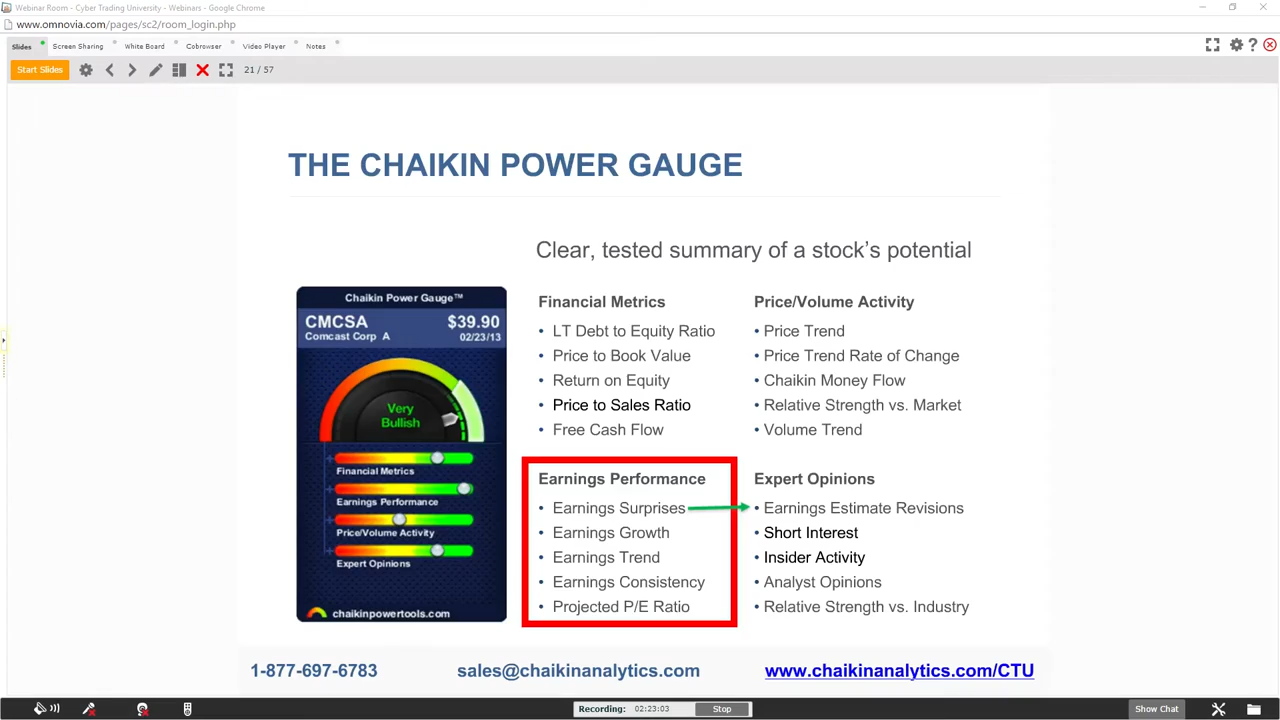 Webinar Room - Cyber Trading University - Webinars - Google Chrome
www.omnovia.com/pages/sc2/room_login.php
Slides Screen Sharing White Board Cobrowser Video Player Notes
Start Slides 21 / 57
THE CHAIKIN POWER GAUGE
Clear, tested summary of a stock's potential
Chaikin Power Gauge™
CMCSA $39.90
Comcast Corp A 02/23/13
Very
Bullish
Financial Metrics
Earnings Performance
Price/Volume Activity
Expert Opinions
chaikinpowertools.com
Financial Metrics
• LT Debt to Equity Ratio
• Price to Book Value
• Return on Equity
• Price to Sales Ratio
• Free Cash Flow
Price/Volume Activity
• Price Trend
• Price Trend Rate of Change
• Chaikin Money Flow
• Relative Strength vs. Market
• Volume Trend
Earnings Performance
• Earnings Surprises
• Earnings Growth
• Earnings Trend
• Earnings Consistency
• Projected P/E Ratio
Expert Opinions
• Earnings Estimate Revisions
• Short Interest
• Insider Activity
• Analyst Opinions
• Relative Strength vs. Industry
1-877-697-6783 sales@chaikinanalytics.com www.chaikinanalytics.com/CTU
Recording: 02:23:03 Stop Show Chat